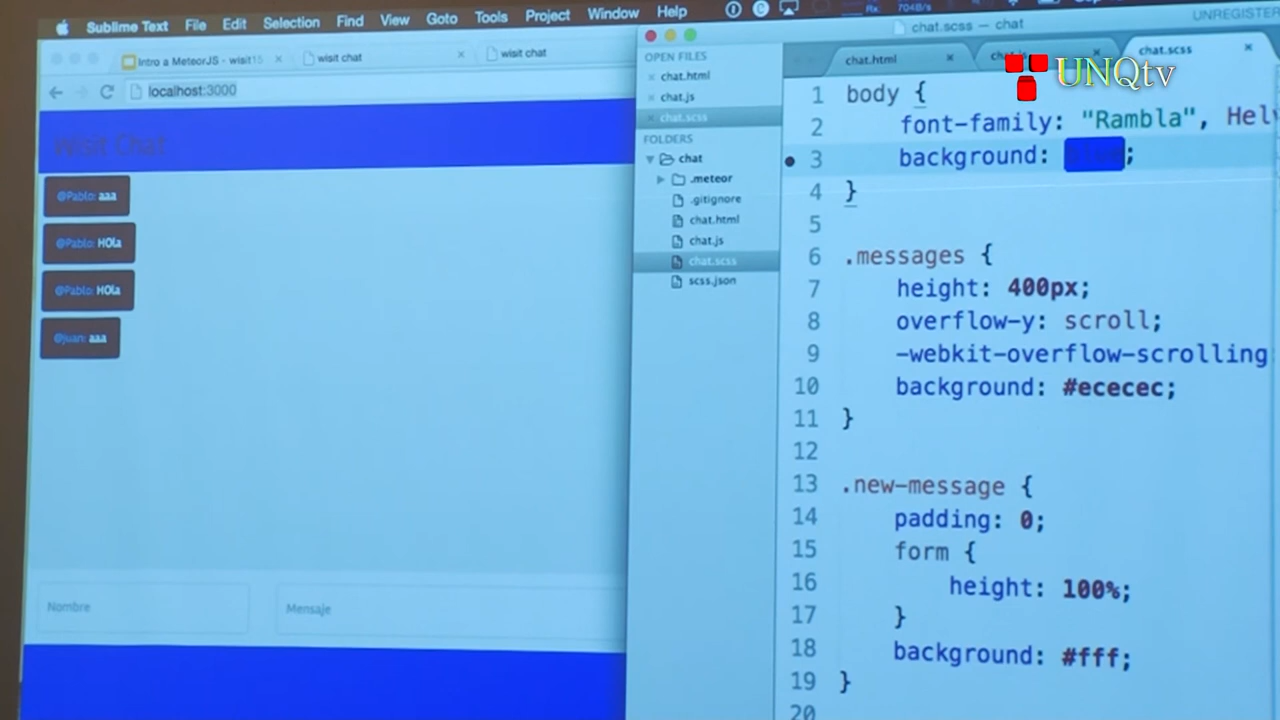 Sublime Text File Edit Selection Find View Goto Tools Project Window Help
chat.scss — chat
UNREGISTER
Intro a MeteorJS - wisit15
wisit chat
wisit chat
localhost:3000
Wisit Chat
@Pablo: aaa
@Pablo: HOla
@Pablo: HOla
@juan: aaa
Nombre
Mensaje
OPEN FILES
chat.html
chat.js
chat.scss
FOLDERS
chat
.meteor
.gitignore
chat.html
chat.js
chat.scss
scss.json
chat.html
chat.scss
UNQtv
1 body {
2 font-family: "Rambla", Hel
3 background: blue;
4 }
5
6 .messages {
7 height: 400px;
8 overflow-y: scroll;
9 -webkit-overflow-scrolling
10 background: #ececec;
11 }
12
13 .new-message {
14 padding: 0;
15 form {
16 height: 100%;
17 }
18 background: #fff;
19 }
20